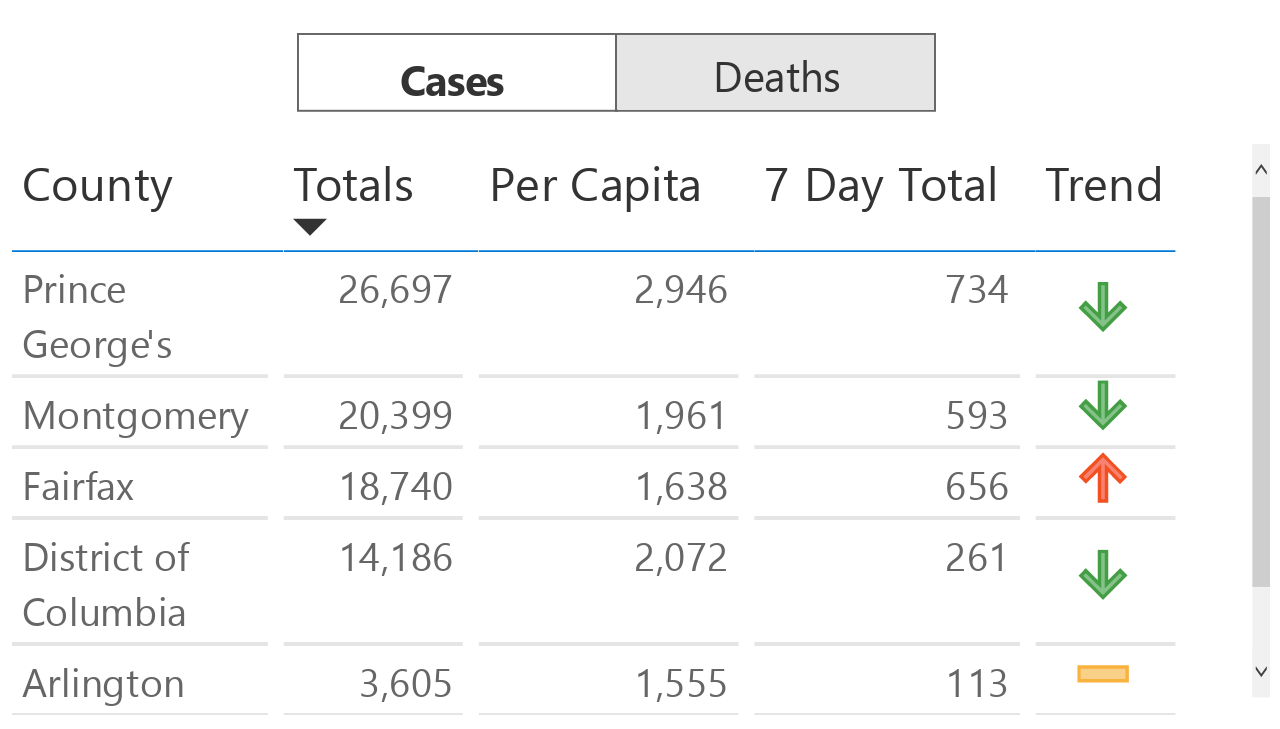 Cases Deaths
County Totals Per Capita 7 Day Total Trend
Prince 26,697 2,946 734
George's
Montgomery 20,399 1,961 593
Fairfax 18,740 1,638 656
District of 14,186 2,072 261
Columbia
Arlington 3,605 1,555 113